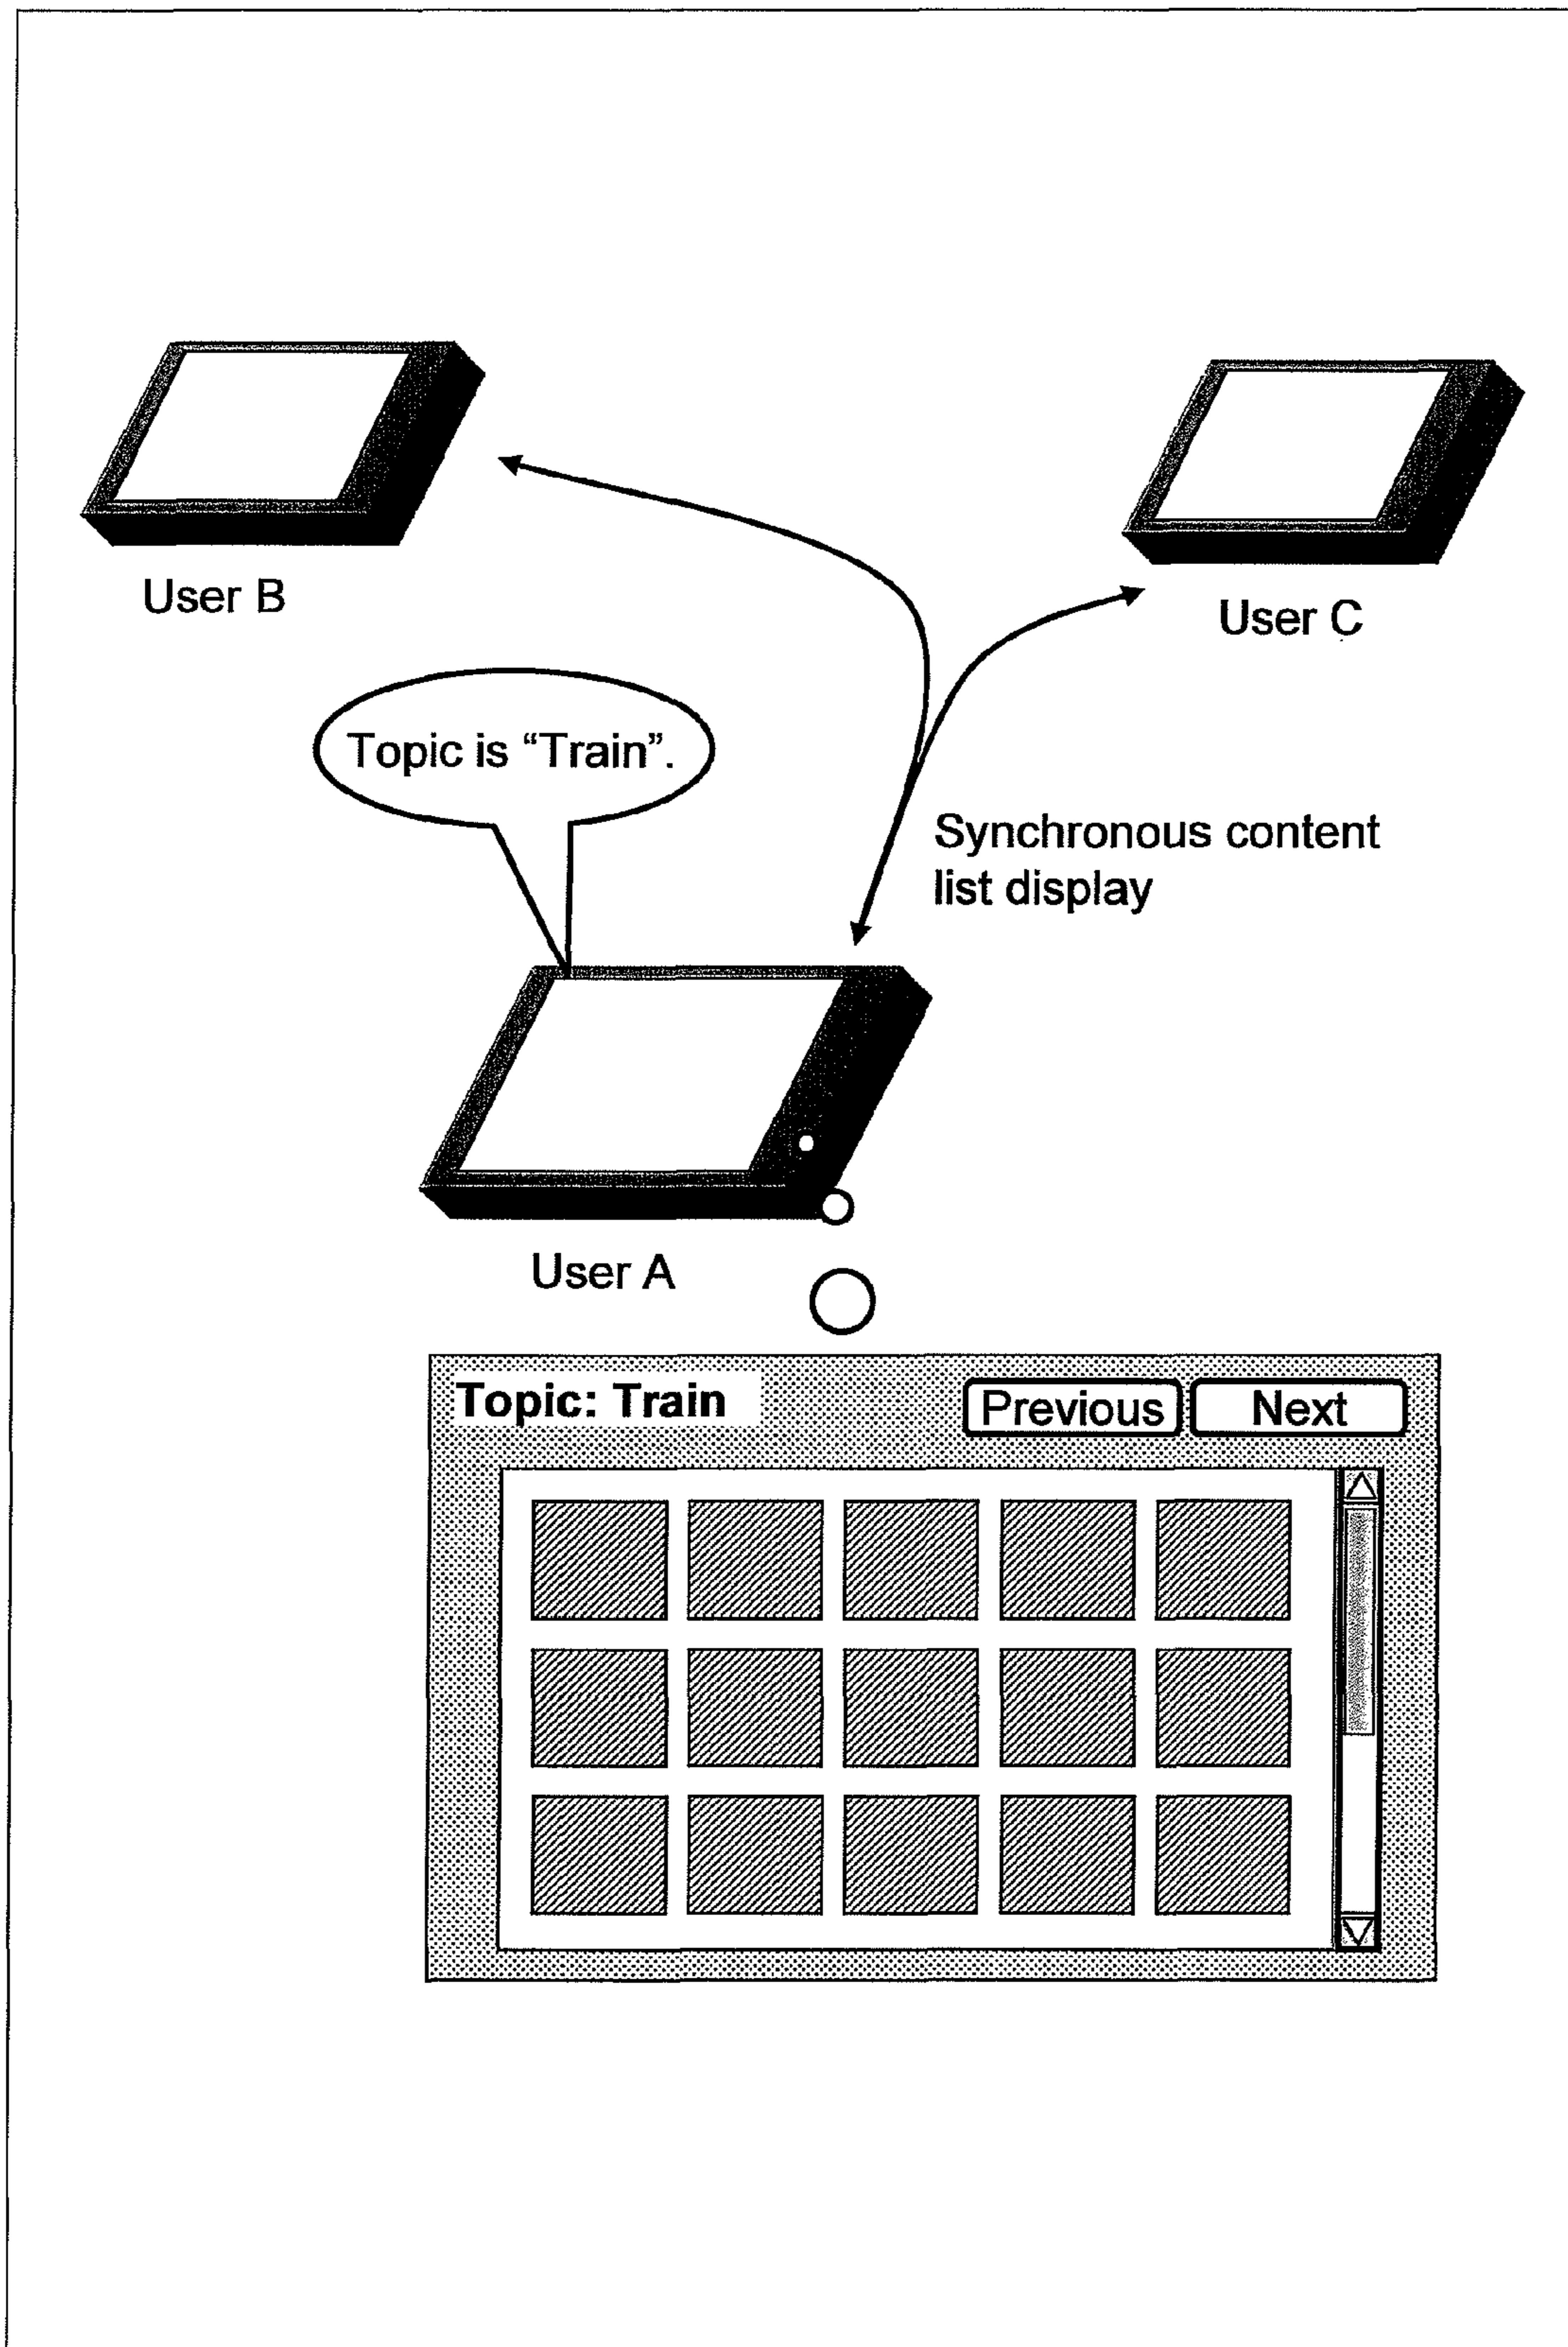 User B
User C
Topic is “Train”.
Synchronous content
list display
User A
Topic: Train
Previous
Next